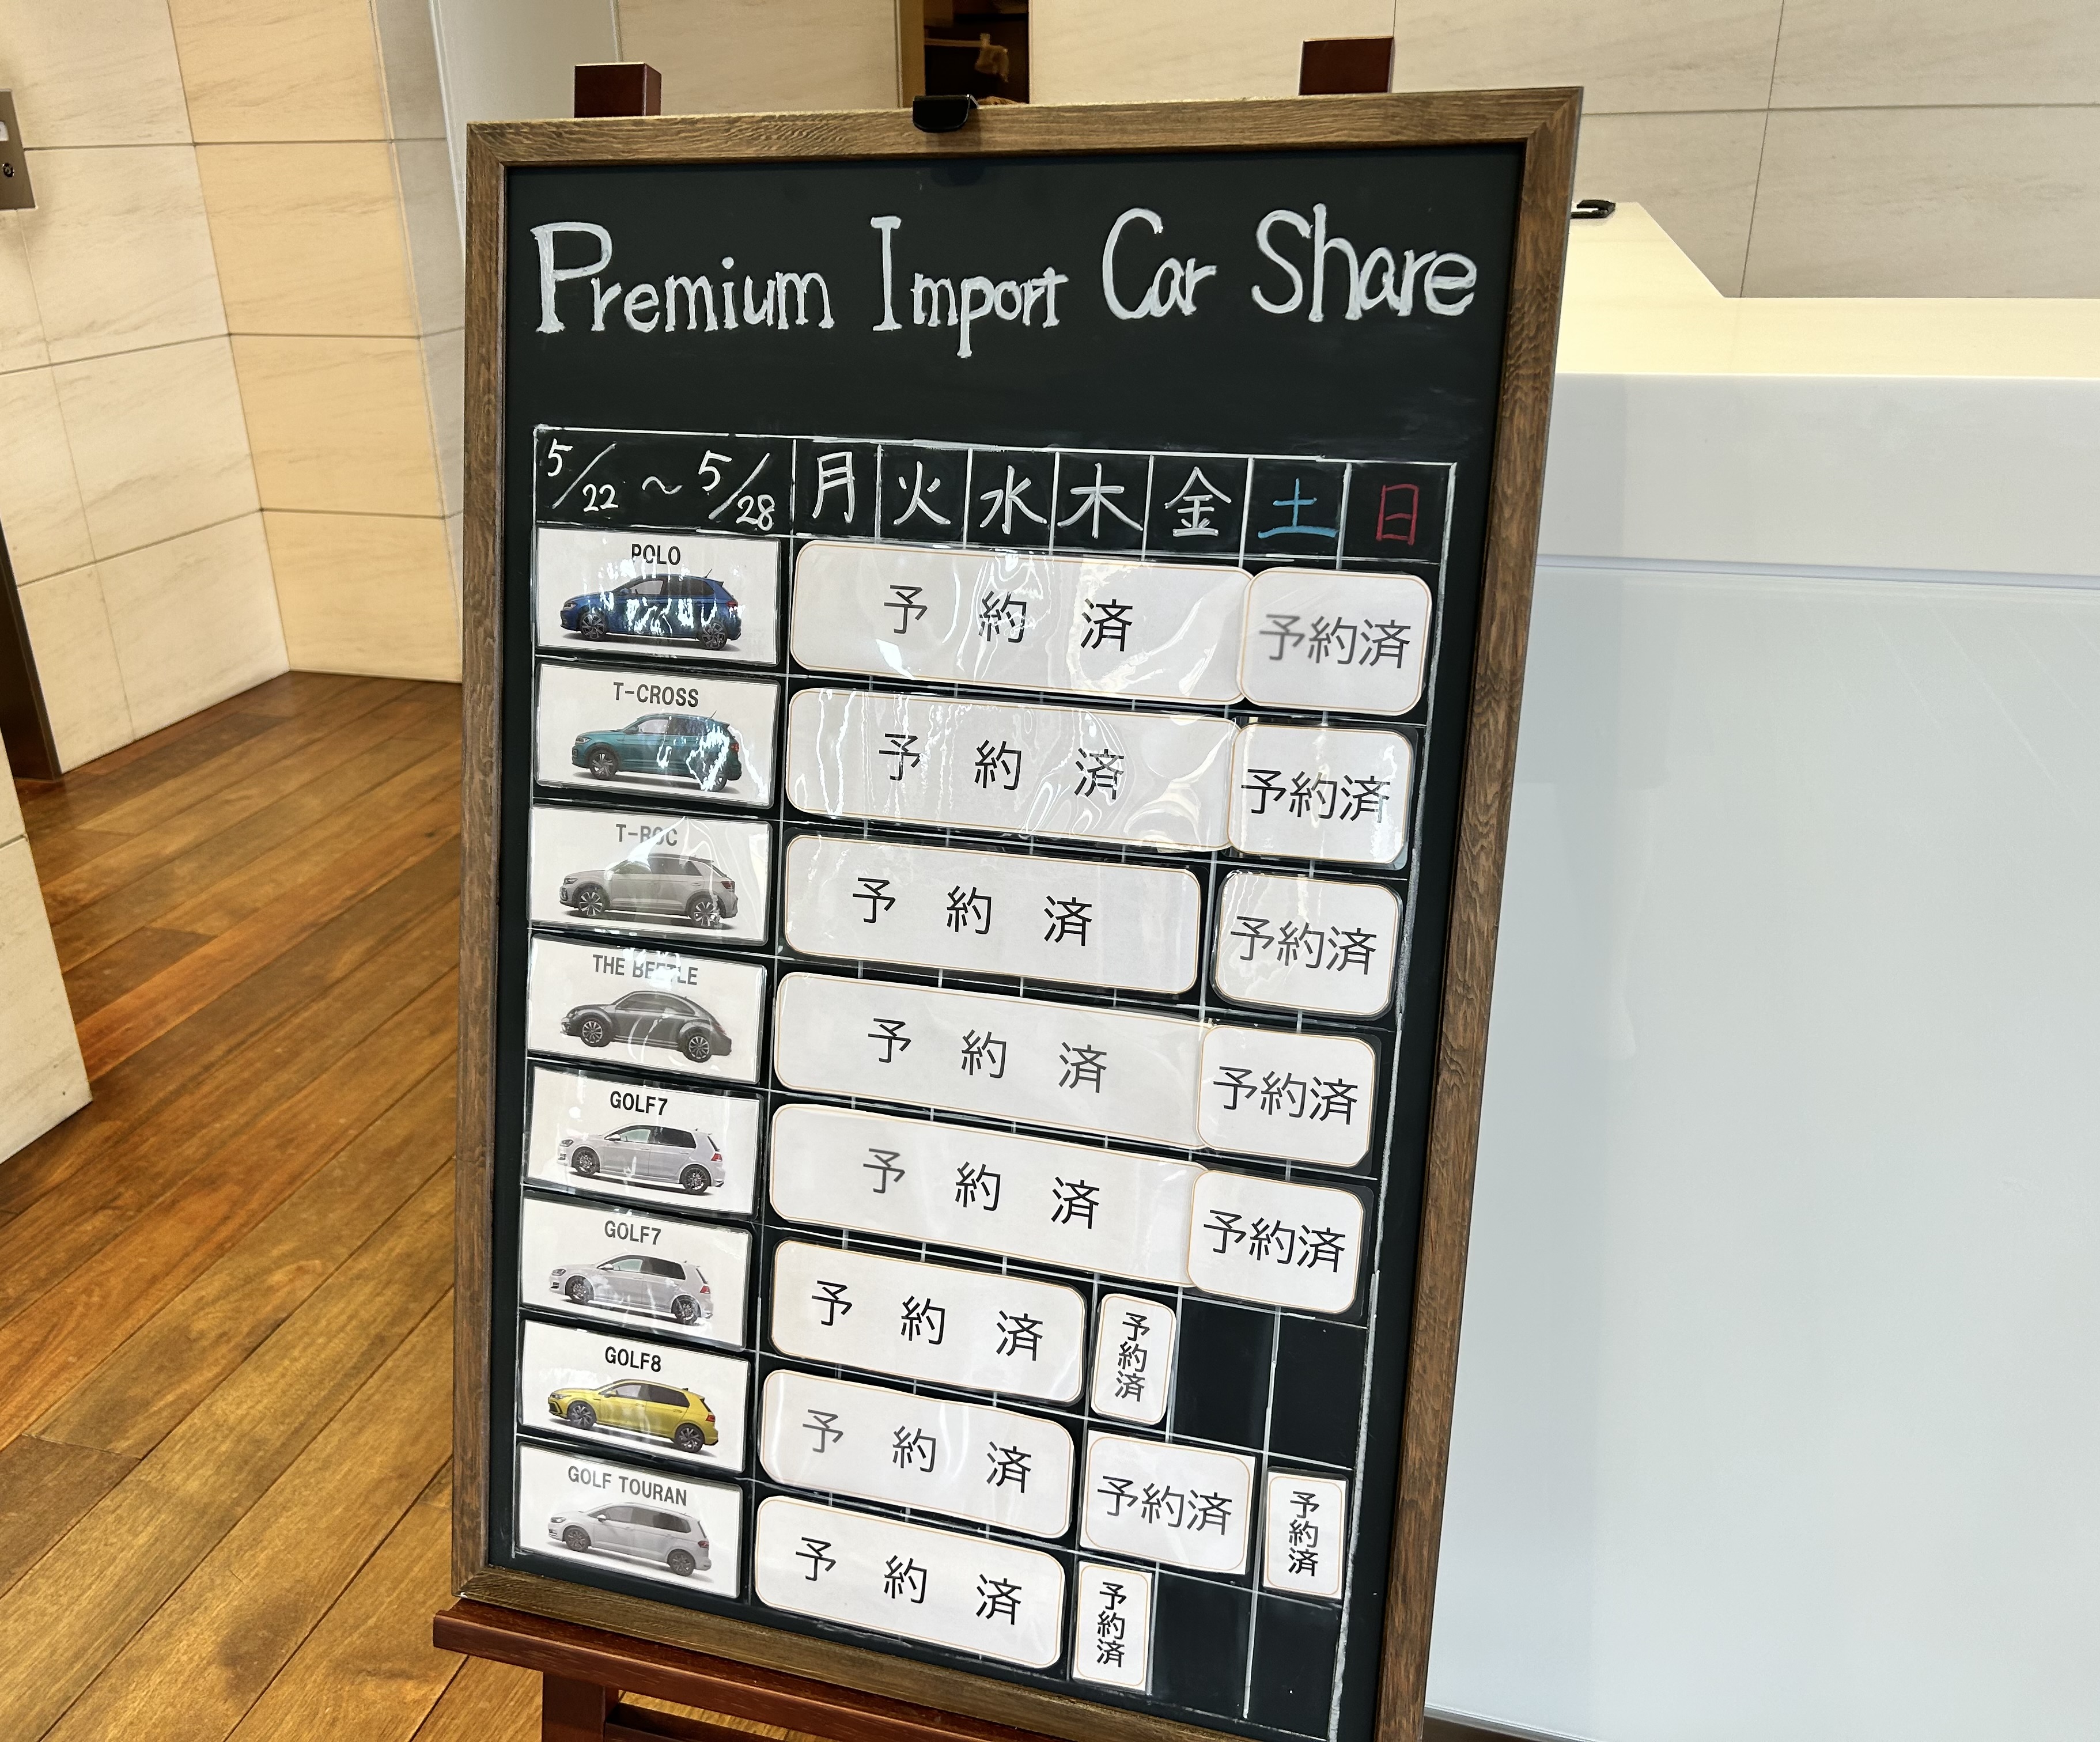 Premium Import Car Share
5/22 ~ 5/28 月 火 水 木 金 土 日
POLO 予約済 予約済
T-CROSS 予約済 予約済
T-ROC 予約済 予約済
THE BEETLE 予約済 予約済
GOLF7 予約済 予約済
GOLF7 予約済 予約済
GOLF8 予約済 予約済 予約済
GOLF TOURAN 予約済 予約済